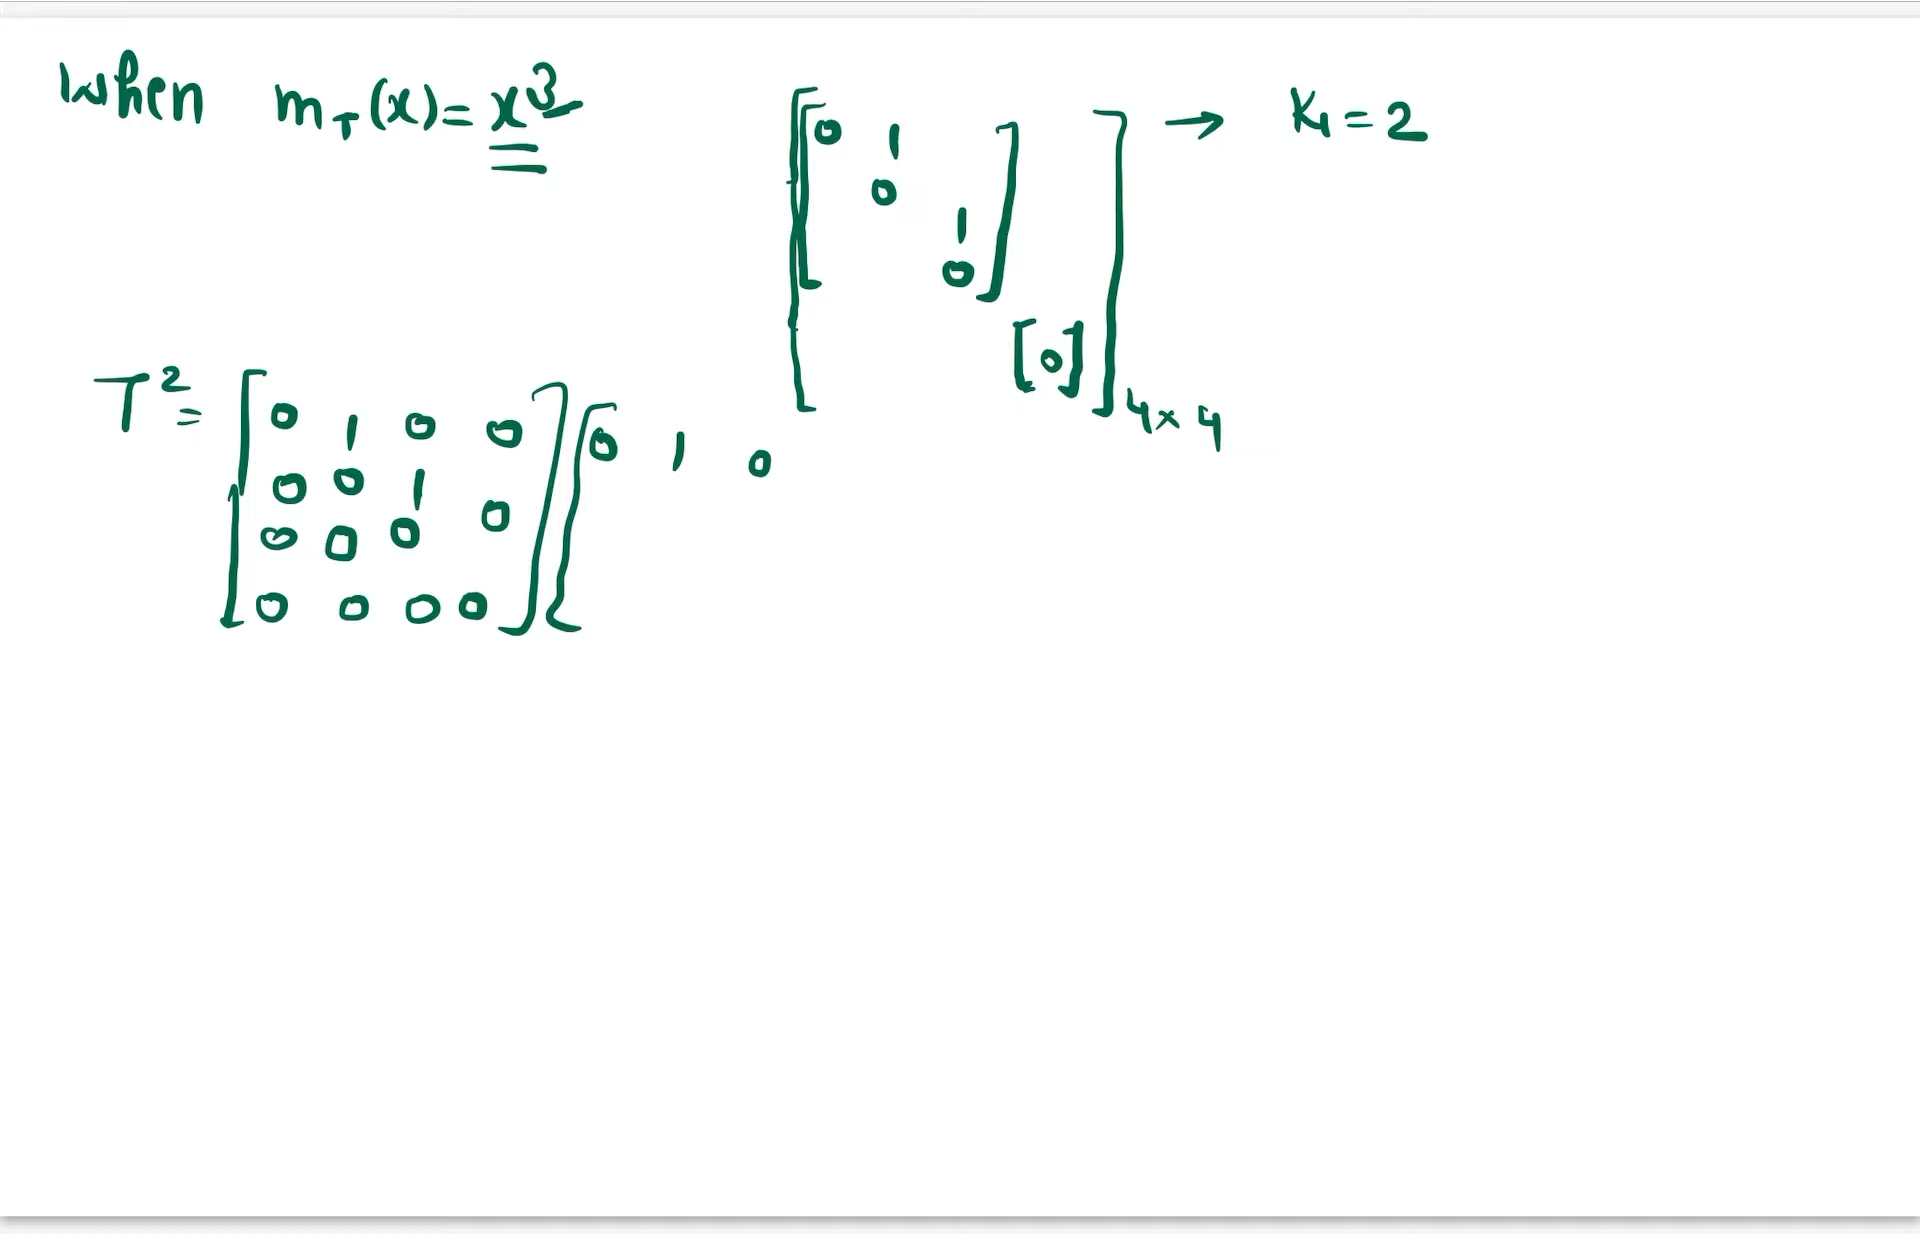 When m_T(x) = x^3
[ [ 0 1
0
1
0 ]
[0] ]_{4×4} → K_1 = 2
T^2 = [ 0 1 0 0 ] [ 0 1 0
0 0 1 0
0 0 0
0 0 0 0